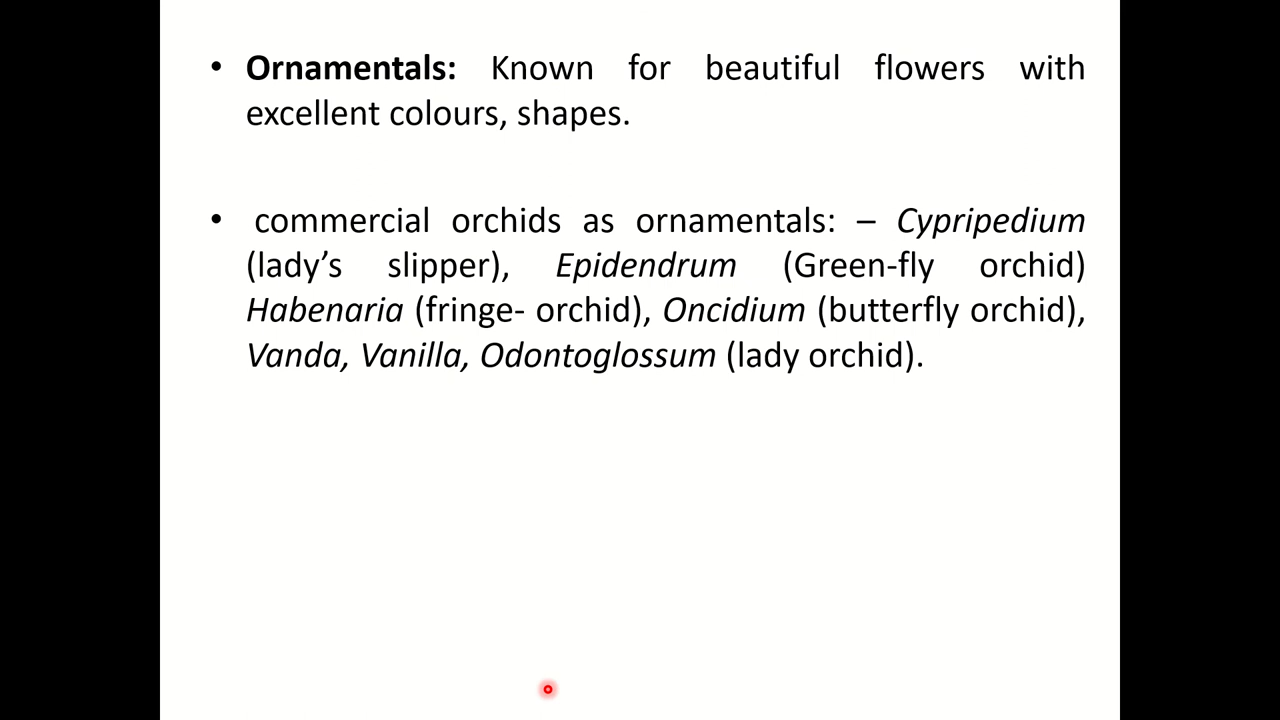 • Ornamentals: Known for beautiful flowers with
excellent colours, shapes.
• commercial orchids as ornamentals: – Cypripedium
(lady’s slipper), Epidendrum (Green-fly orchid)
Habenaria (fringe- orchid), Oncidium (butterfly orchid),
Vanda, Vanilla, Odontoglossum (lady orchid).